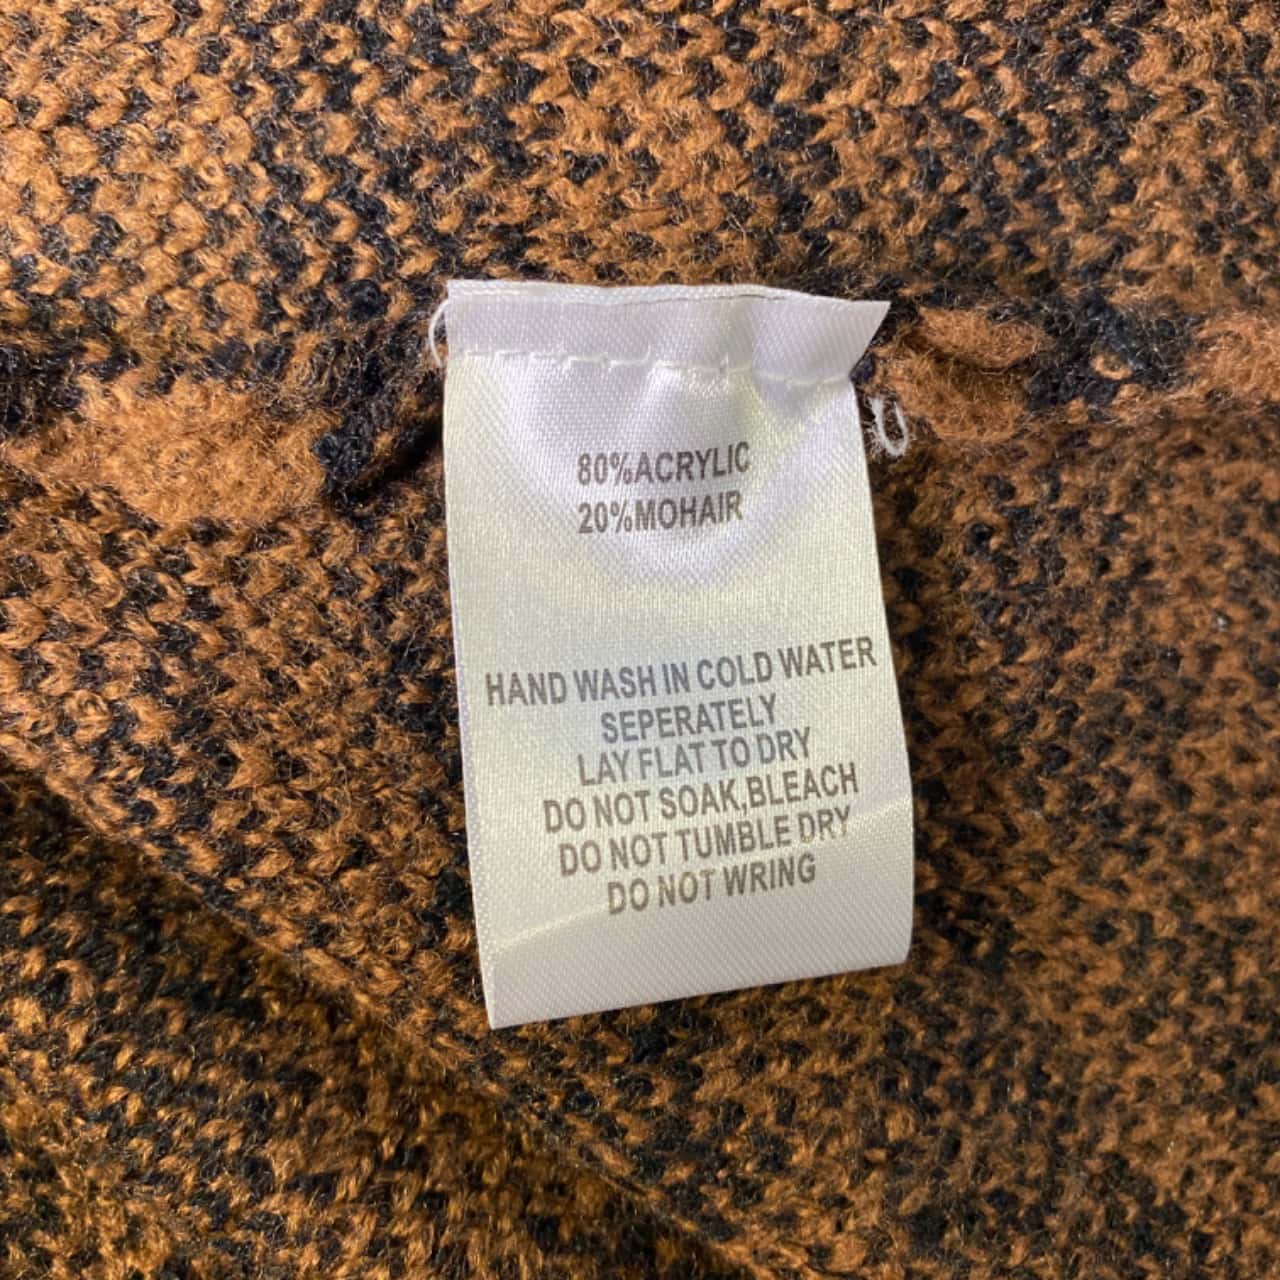 80%ACRYLIC
20%MOHAIR
HAND WASH IN COLD WATER
SEPERATELY
LAY FLAT TO DRY
DO NOT SOAK,BLEACH
DO NOT TUMBLE DRY
DO NOT WRING